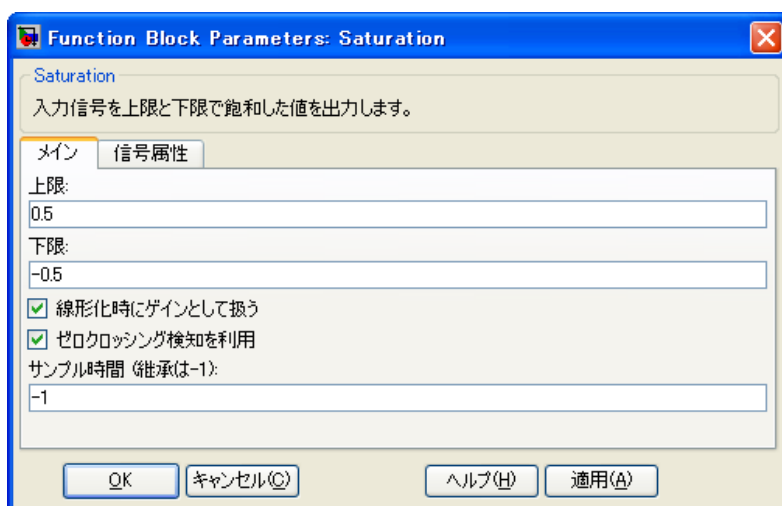 Function Block Parameters: Saturation
Saturation
入力信号を上限と下限で飽和した値を出力します。
メイン 信号属性
上限:
0.5
下限:
-0.5
線形化時にゲインとして扱う
ゼロクロッシング検知を利用
サンプル時間 (継承は-1):
-1
OK キャンセル(C) ヘルプ(H) 適用(A)